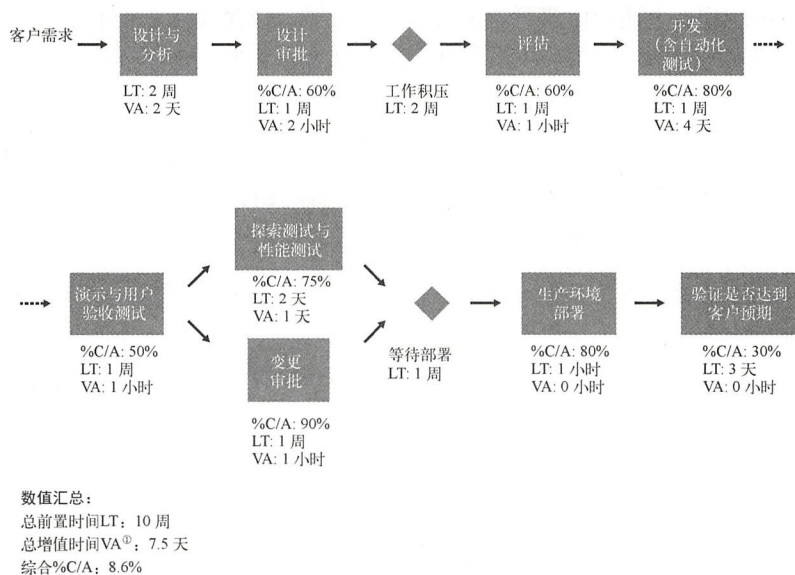 客户需求
设计与
分析
LT: 2 周
VA: 2 天
设计
审批
%C/A: 60%
LT: 1 周
VA: 2 小时
工作积压
LT: 2 周
评估
%C/A: 60%
LT: 1 周
VA: 1 小时
开发
（含自动化
测试）
%C/A: 80%
LT: 1 周
VA: 4 天
演示与用户
验收测试
%C/A: 50%
LT: 1 周
VA: 1 小时
探索测试与
性能测试
%C/A: 75%
LT: 2 天
VA: 1 天
变更
审批
%C/A: 90%
LT: 1 周
VA: 1 小时
等待部署
LT: 1 周
生产环境
部署
%C/A: 80%
LT: 1 小时
VA: 0 小时
验证是否达到
客户预期
%C/A: 30%
LT: 3 天
VA: 0 小时
数值汇总：
总前置时间LT：10 周
总增值时间VA①：7.5 天
综合%C/A：8.6%